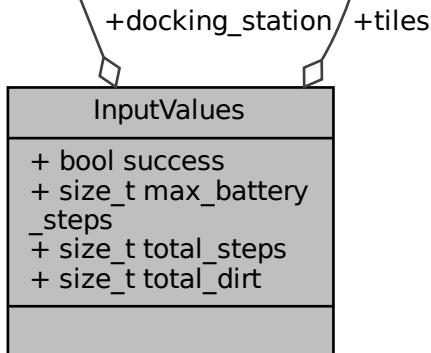 +docking_station
+tiles
InputValues
+ bool success
+ size_t max_battery
_steps
+ size_t total_steps
+ size_t total_dirt